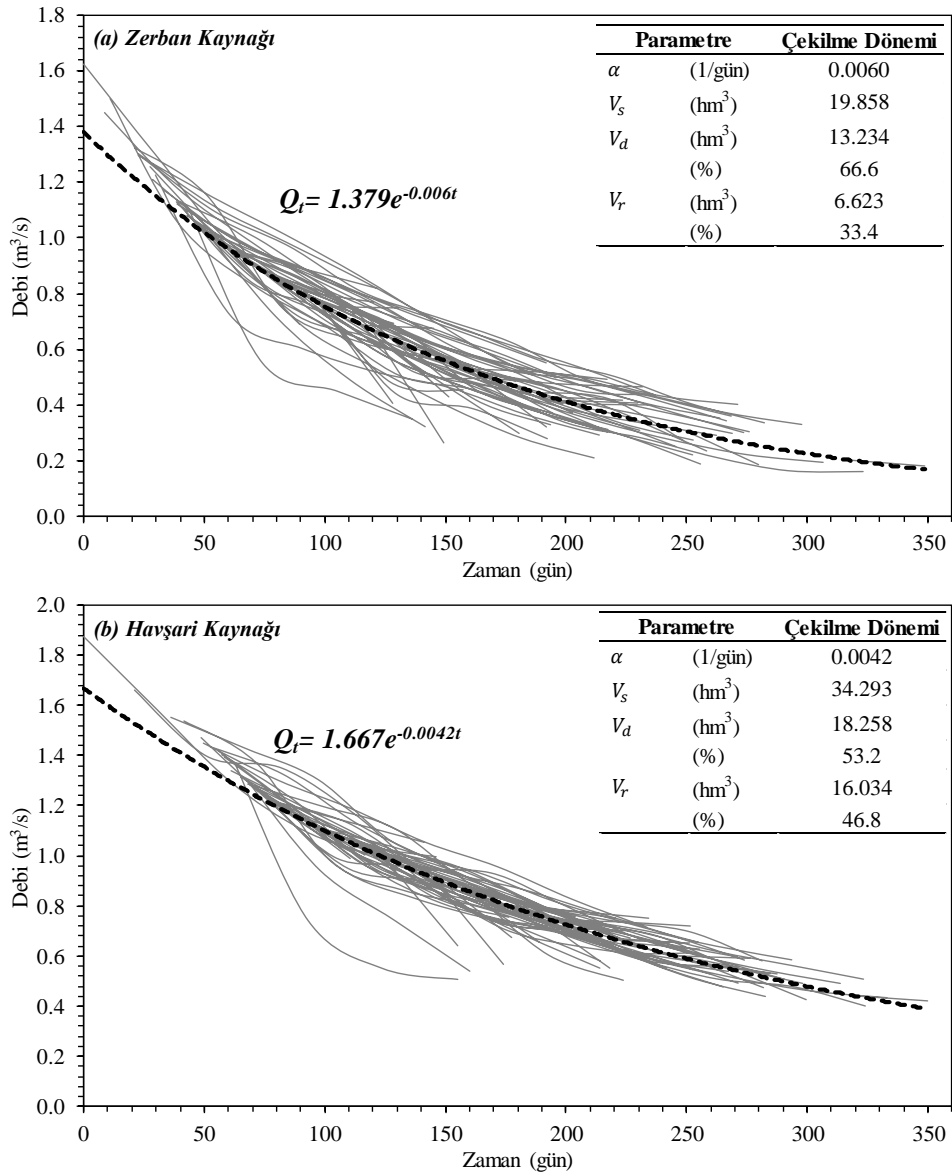 (a) Zerban Kaynağı
Parametre Çekilme Dönemi
α (1/gün) 0.0060
Vₛ (hm³) 19.858
V_d (hm³) 13.234
(%) 66.6
Vᵣ (hm³) 6.623
(%) 33.4
Qₜ= 1.379e^-0.006t
Debi (m³/s)
1.8
1.6
1.4
1.2
1.0
0.8
0.6
0.4
0.2
0.0
0 50 100 150 200 250 300 350
Zaman (gün)
(b) Havşari Kaynağı
Parametre Çekilme Dönemi
α (1/gün) 0.0042
Vₛ (hm³) 34.293
V_d (hm³) 18.258
(%) 53.2
Vᵣ (hm³) 16.034
(%) 46.8
Qₜ= 1.667e^-0.0042t
Debi (m³/s)
2.0
1.8
1.6
1.4
1.2
1.0
0.8
0.6
0.4
0.2
0.0
0 50 100 150 200 250 300 350
Zaman (gün)